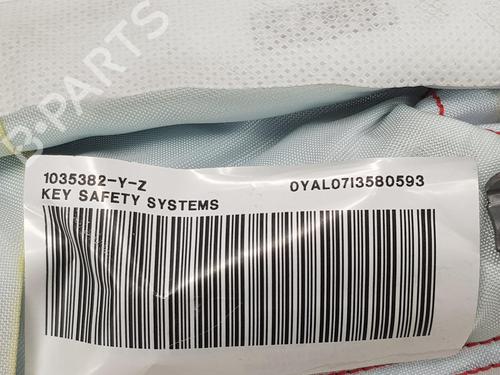 B-PARTS
1035382-Y-Z 0YAL07I3580593
KEY SAFETY SYSTEMS